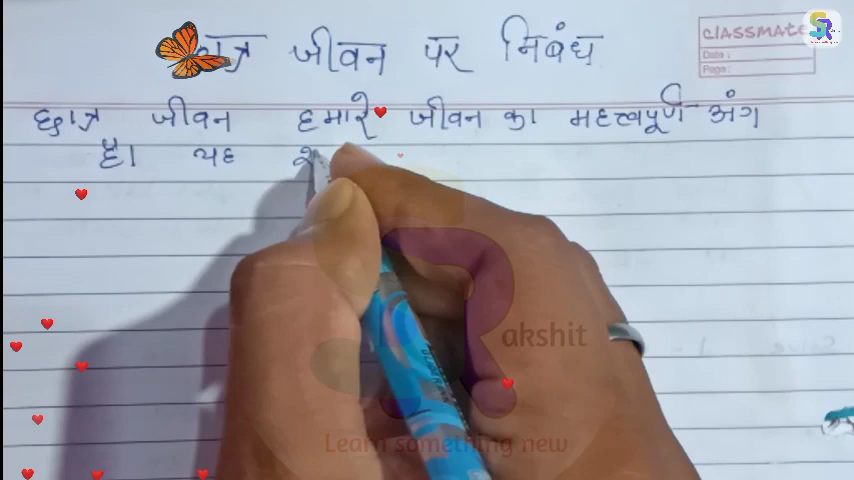 जीवन पर निबंध
CLASSMATE
Date :
Page :
छात्र जीवन हमारे जीवन का महत्त्वपूर्ण अंग
है। यह
akshit
Learn something new